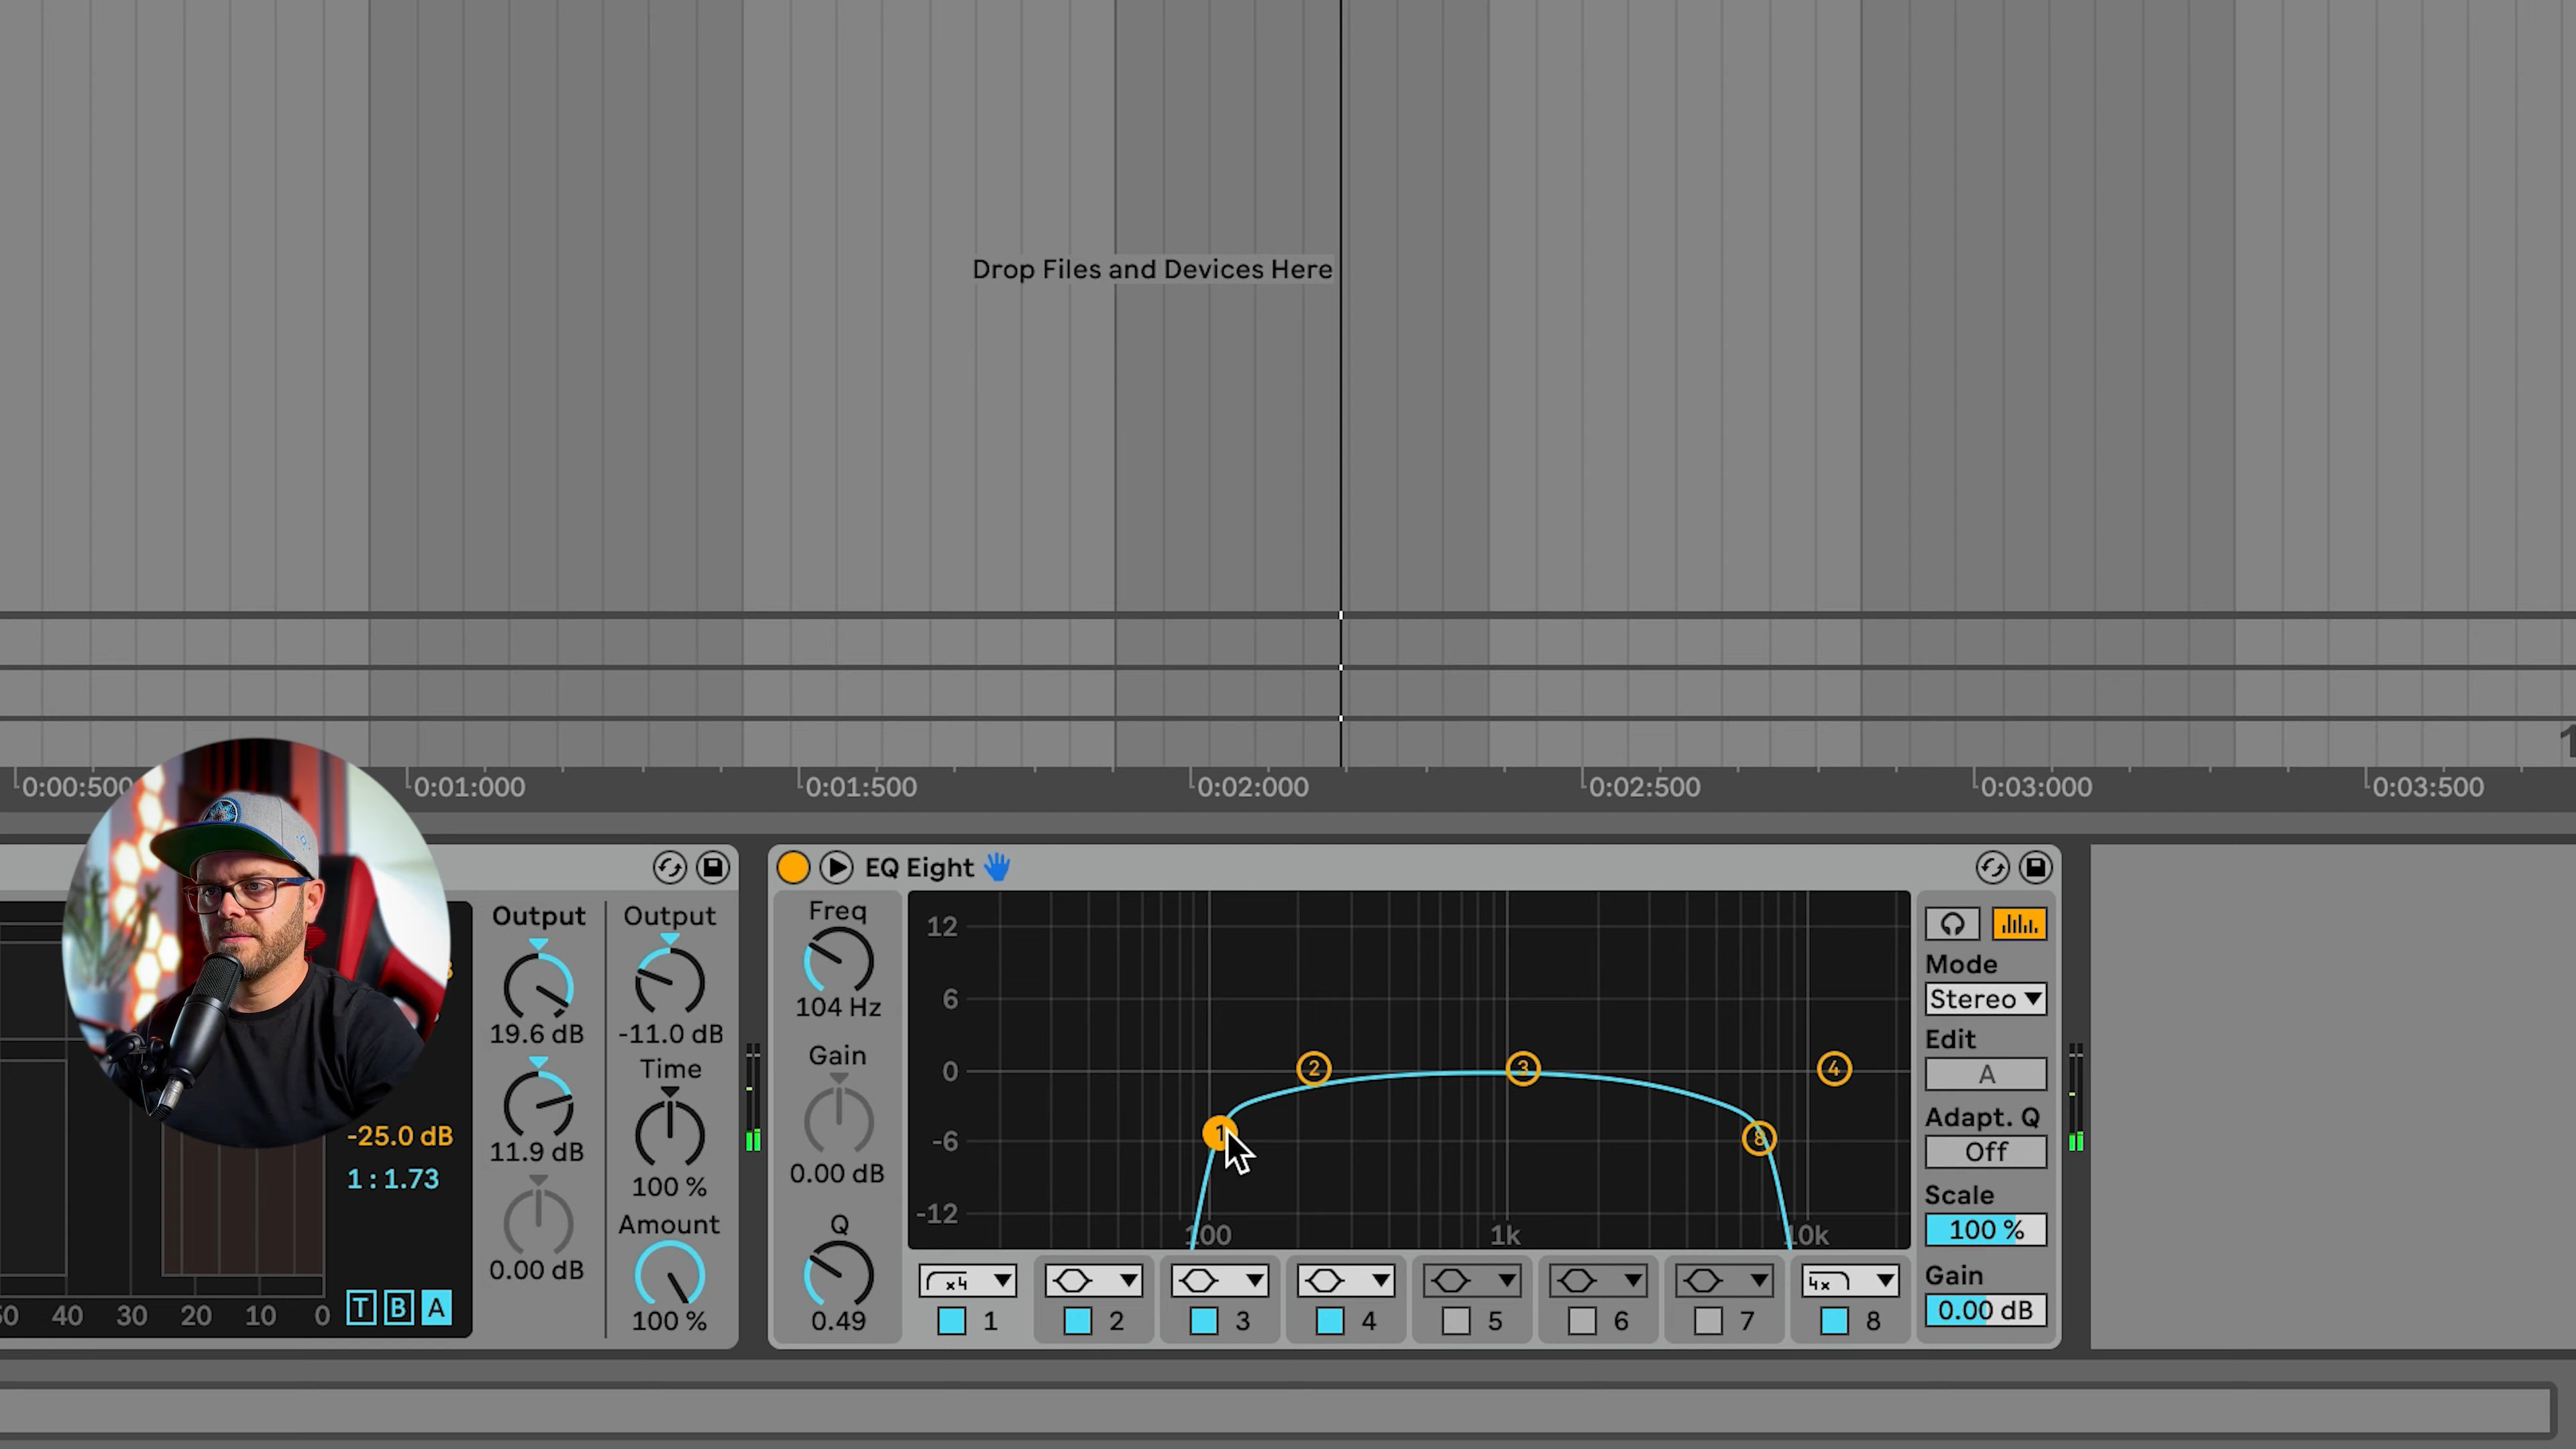 Drop Files and Devices Here
0:00:500
0:01:000
0:01:500
0:02:000
0:02:500
0:03:000
0:03:500
Output
19.6 dB
11.9 dB
0.00 dB
-25.0 dB
1 : 1.73
40 30 20 10 0
T B A
Output
-11.0 dB
Time
100 %
Amount
100 %
EQ Eight
Freq
104 Hz
Gain
0.00 dB
Q
0.49
12
6
0
-6
-12
100 1k 10k
1 2 3 8 4
x4
4x
1 2 3 4 5 6 7 8
Mode
Stereo
Edit
A
Adapt. Q
Off
Scale
100 %
Gain
0.00 dB